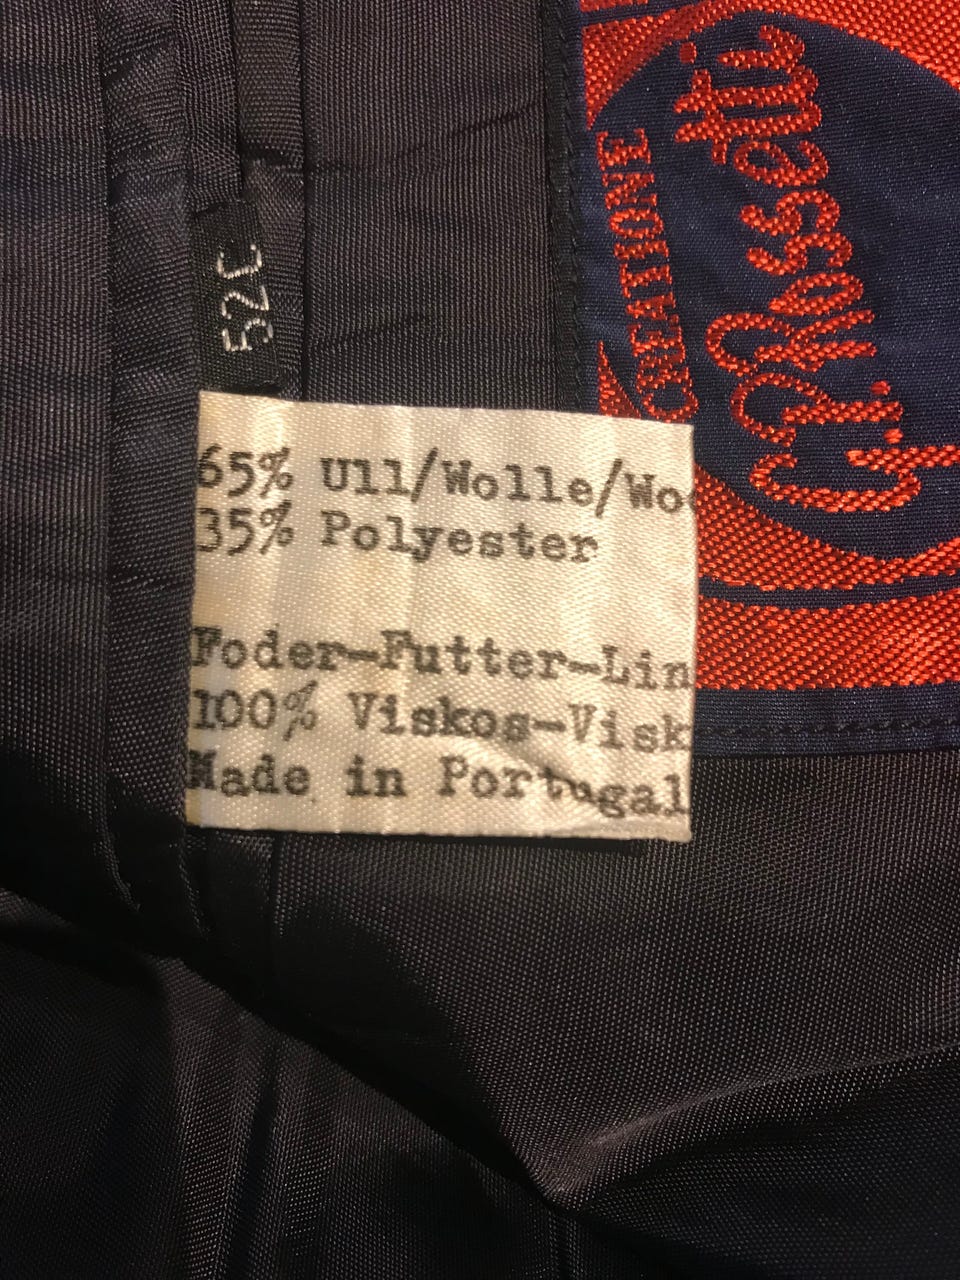 CREATIONE
G.P. Rossetti
52C
65% Ull/Wolle/Wo
35% Polyester
Foder-Futter-Lin
100% Viskos-Visk
Made in Portugal